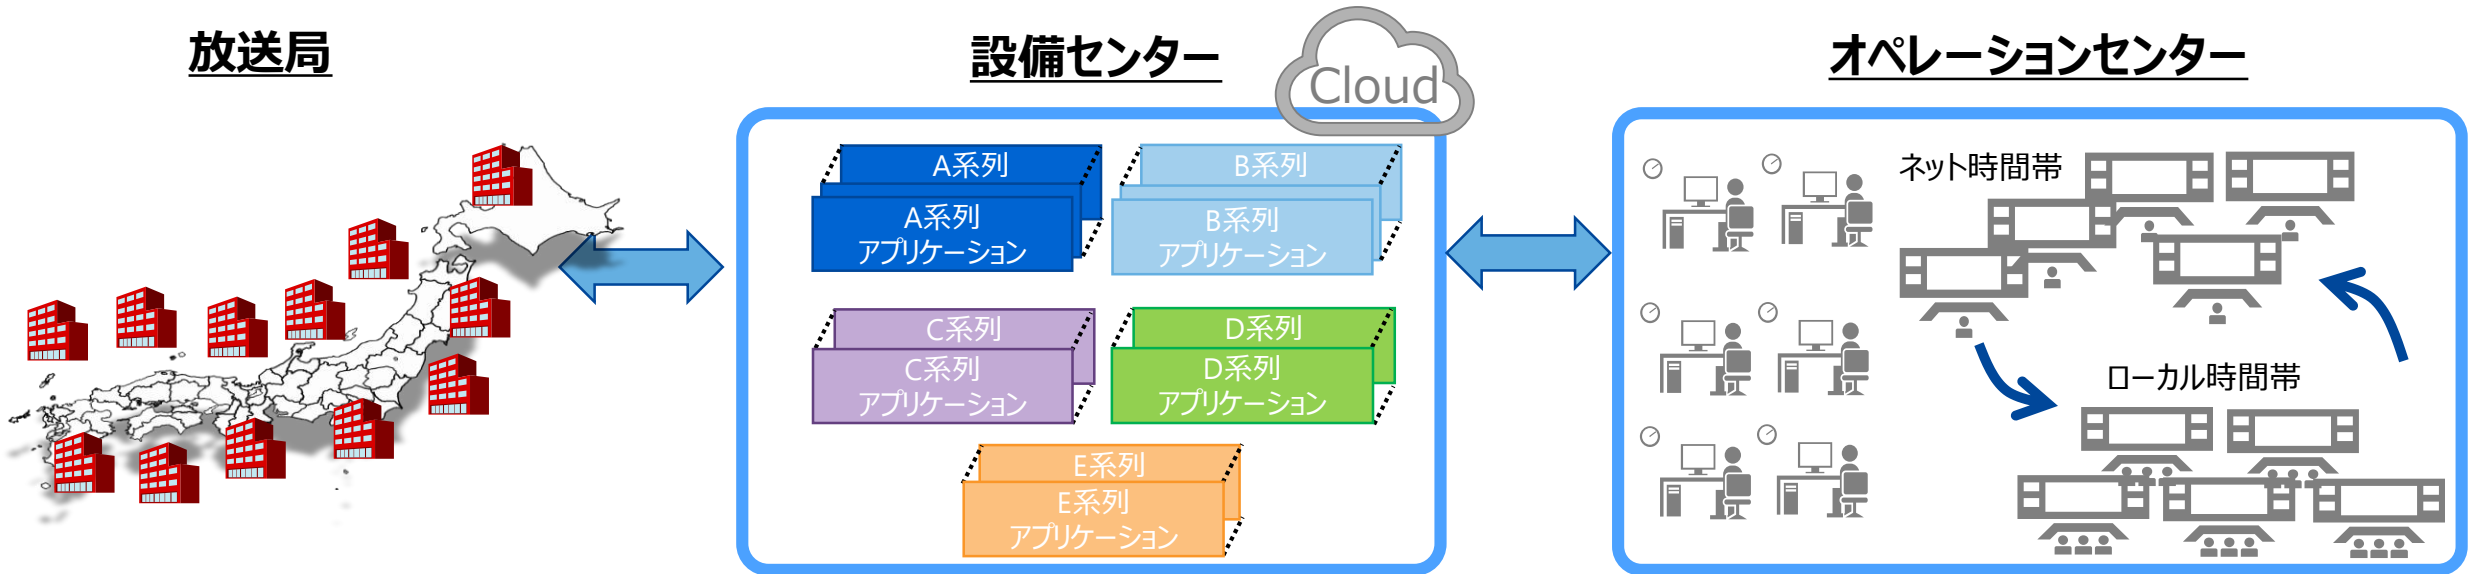 放送局
設備センター
Cloud
オペレーションセンター
A系列
A系列
アプリケーション
B系列
B系列
アプリケーション
C系列
C系列
アプリケーション
D系列
D系列
アプリケーション
E系列
E系列
アプリケーション
ネット時間帯
ローカル時間帯